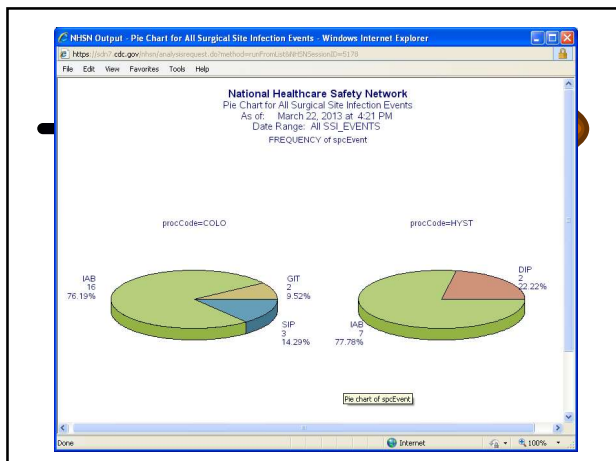 NHSN Output - Pie Chart for All Surgical Site Infection Events - Windows Internet Explorer
https://sdn7.cdc.gov/nhsn/analysisrequest.do?method=runFromList&NHSNSessionID=5178
File Edit View Favorites Tools Help
National Healthcare Safety Network
Pie Chart for All Surgical Site Infection Events
As of: March 22, 2013 at 4:21 PM
Date Range: All SSI_EVENTS
FREQUENCY of spcEvent
procCode=COLO
IAB
16
76.19%
GIT
2
9.52%
SIP
3
14.29%
procCode=HYST
DIP
2
22.22%
IAB
7
77.78%
Pie chart of spcEvent
Done Internet 100%